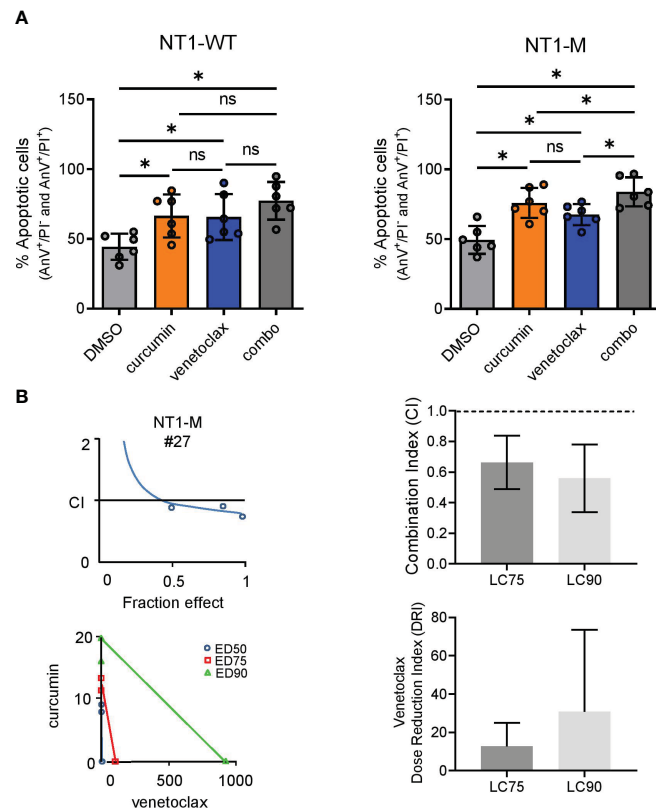 A
NT1-WT
% Apoptotic cells
(AnV⁺/PI⁻ and AnV⁺/PI⁺)
150
100
50
0
*
ns
*
ns
*
ns
DMSO
curcumin
venetoclax
combo
NT1-M
% Apoptotic cells
(AnV⁺/PI⁻ and AnV⁺/PI⁺)
150
100
50
0
*
*
*
*
ns
*
DMSO
curcumin
venetoclax
combo
B
NT1-M
#27
2
CI
0
0 0.5 1
Fraction effect
Combination Index (CI)
1.0
0.8
0.6
0.4
0.2
0.0
LC75 LC90
curcumin
20
10
0
ED50
ED75
ED90
0 500 1000
venetoclax
Venetoclax
Dose Reduction Index (DRI)
80
60
40
20
0
LC75 LC90